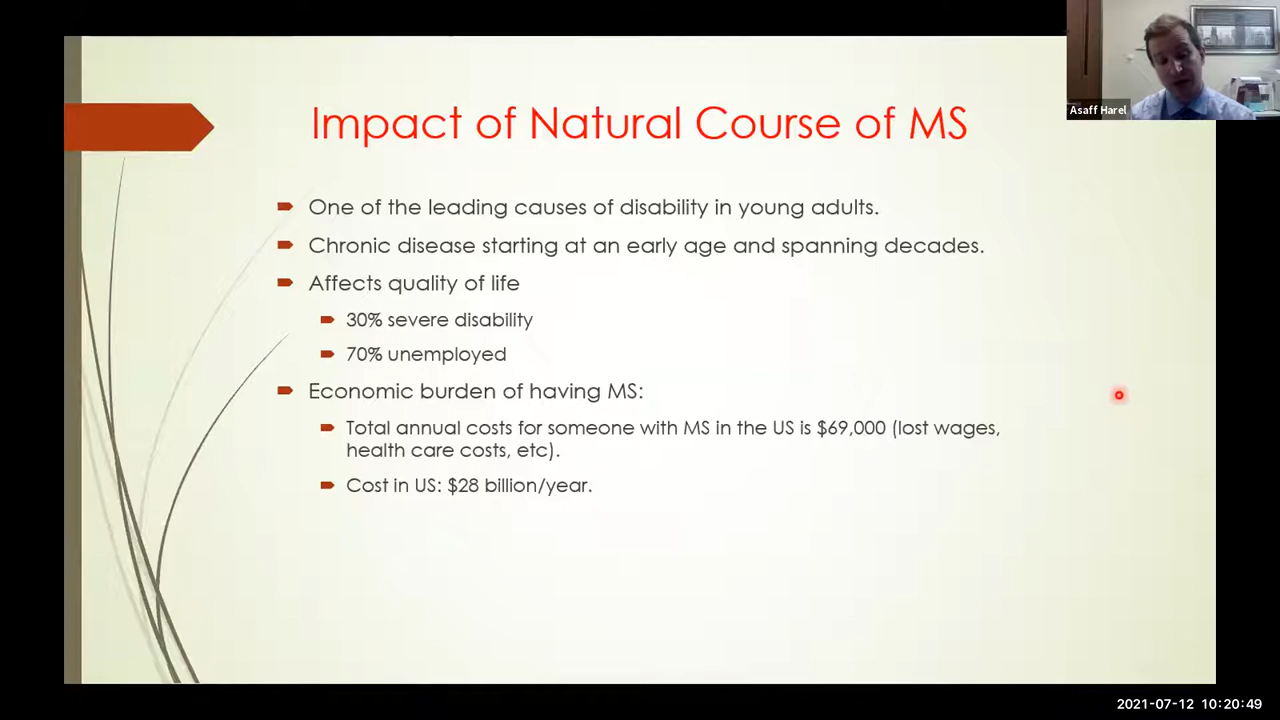 Impact of Natural Course of MS
Asaff Harel
One of the leading causes of disability in young adults.
Chronic disease starting at an early age and spanning decades.
Affects quality of life
30% severe disability
70% unemployed
Economic burden of having MS:
Total annual costs for someone with MS in the US is $69,000 (lost wages,
health care costs, etc).
Cost in US: $28 billion/year.
2021-07-12 10:20:49